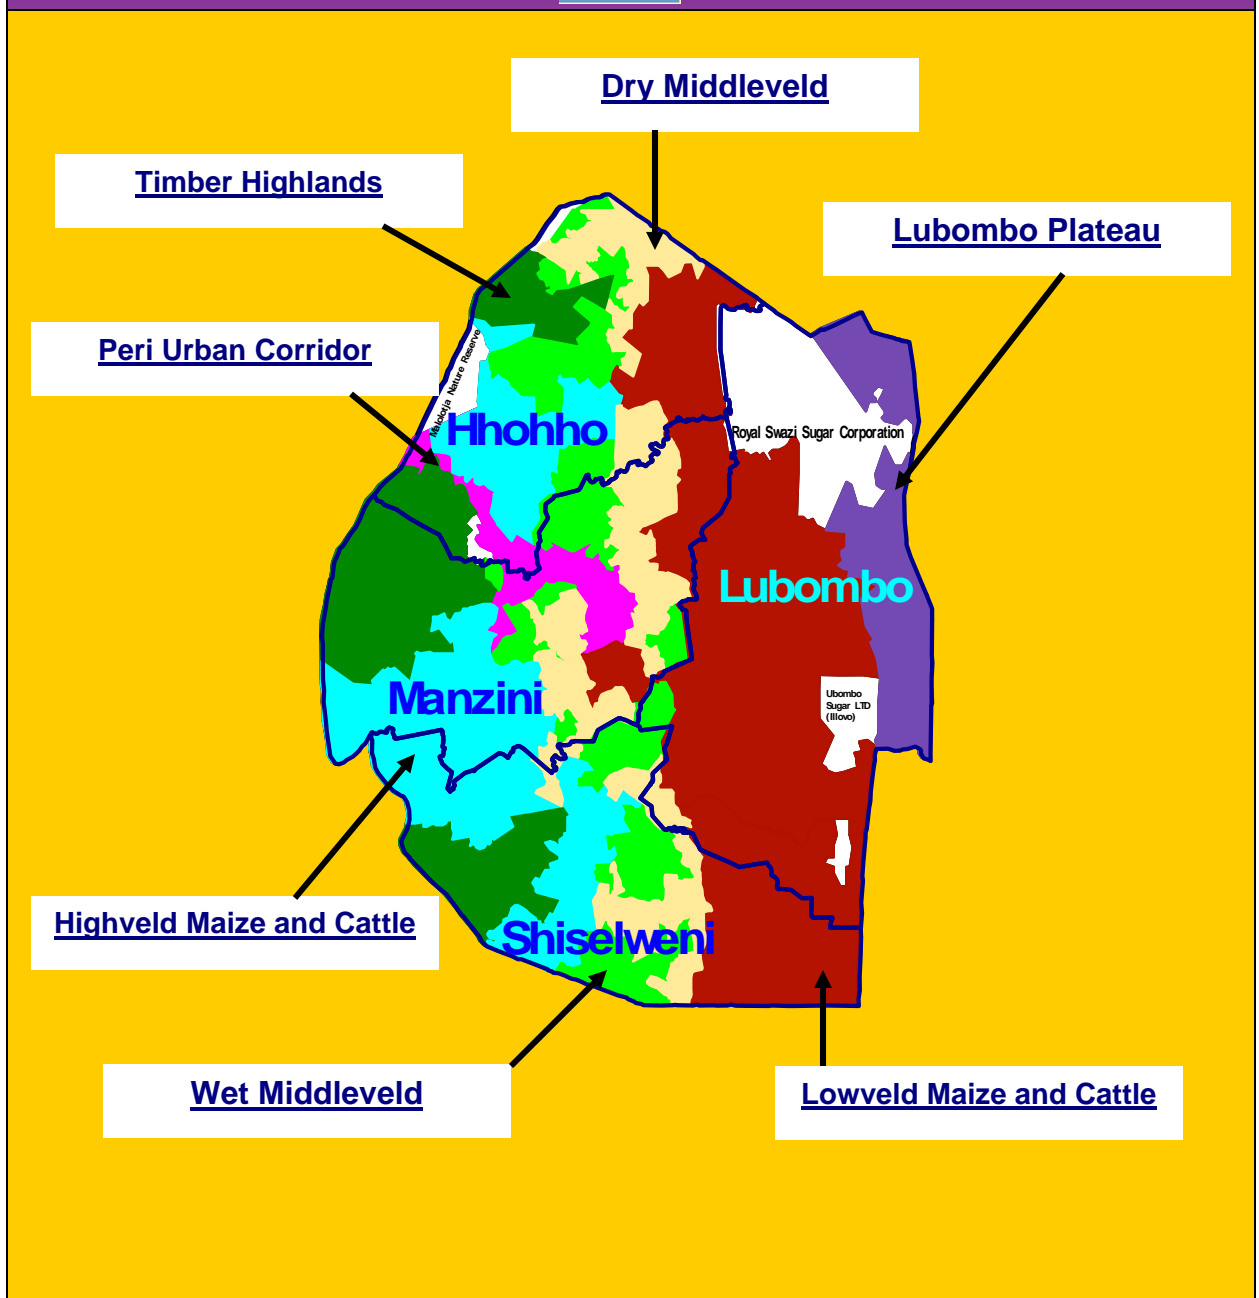 Dry Middleveld
Timber Highlands
Lubombo Plateau
Peri Urban Corridor
Malolotja Nature Reserve
Hhohho
Royal Swazi Sugar Corporation
Lubombo
Manzini
Ubombo
Sugar LTD
(Illovo)
Highveld Maize and Cattle
Shiselweni
Wet Middleveld
Lowveld Maize and Cattle